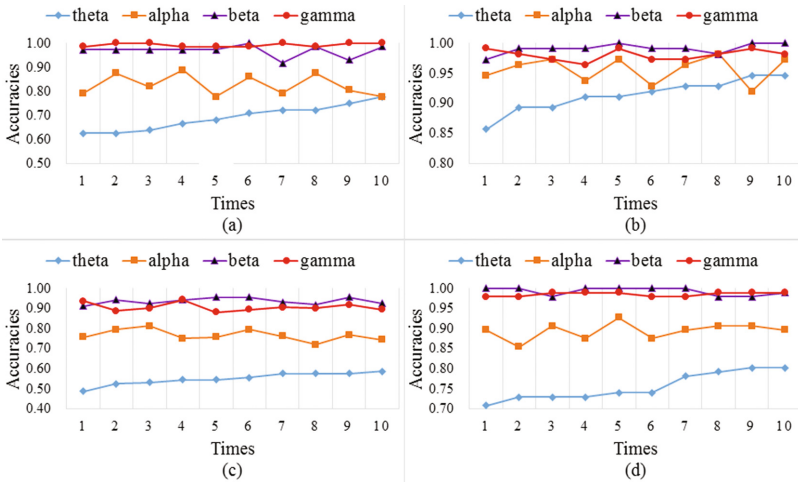 theta alpha beta gamma
Accuracies
1.00
0.90
0.80
0.70
0.60
0.50
1 2 3 4 5 6 7 8 9 10
Times
(a)
theta alpha beta gamma
Accuracies
1.00
0.95
0.90
0.85
0.80
1 2 3 4 5 6 7 8 9 10
Times
(b)
theta alpha beta gamma
Accuracies
1.00
0.90
0.80
0.70
0.60
0.50
0.40
1 2 3 4 5 6 7 8 9 10
Times
(c)
theta alpha beta gamma
Accuracies
1.00
0.95
0.90
0.85
0.80
0.75
0.70
1 2 3 4 5 6 7 8 9 10
Times
(d)